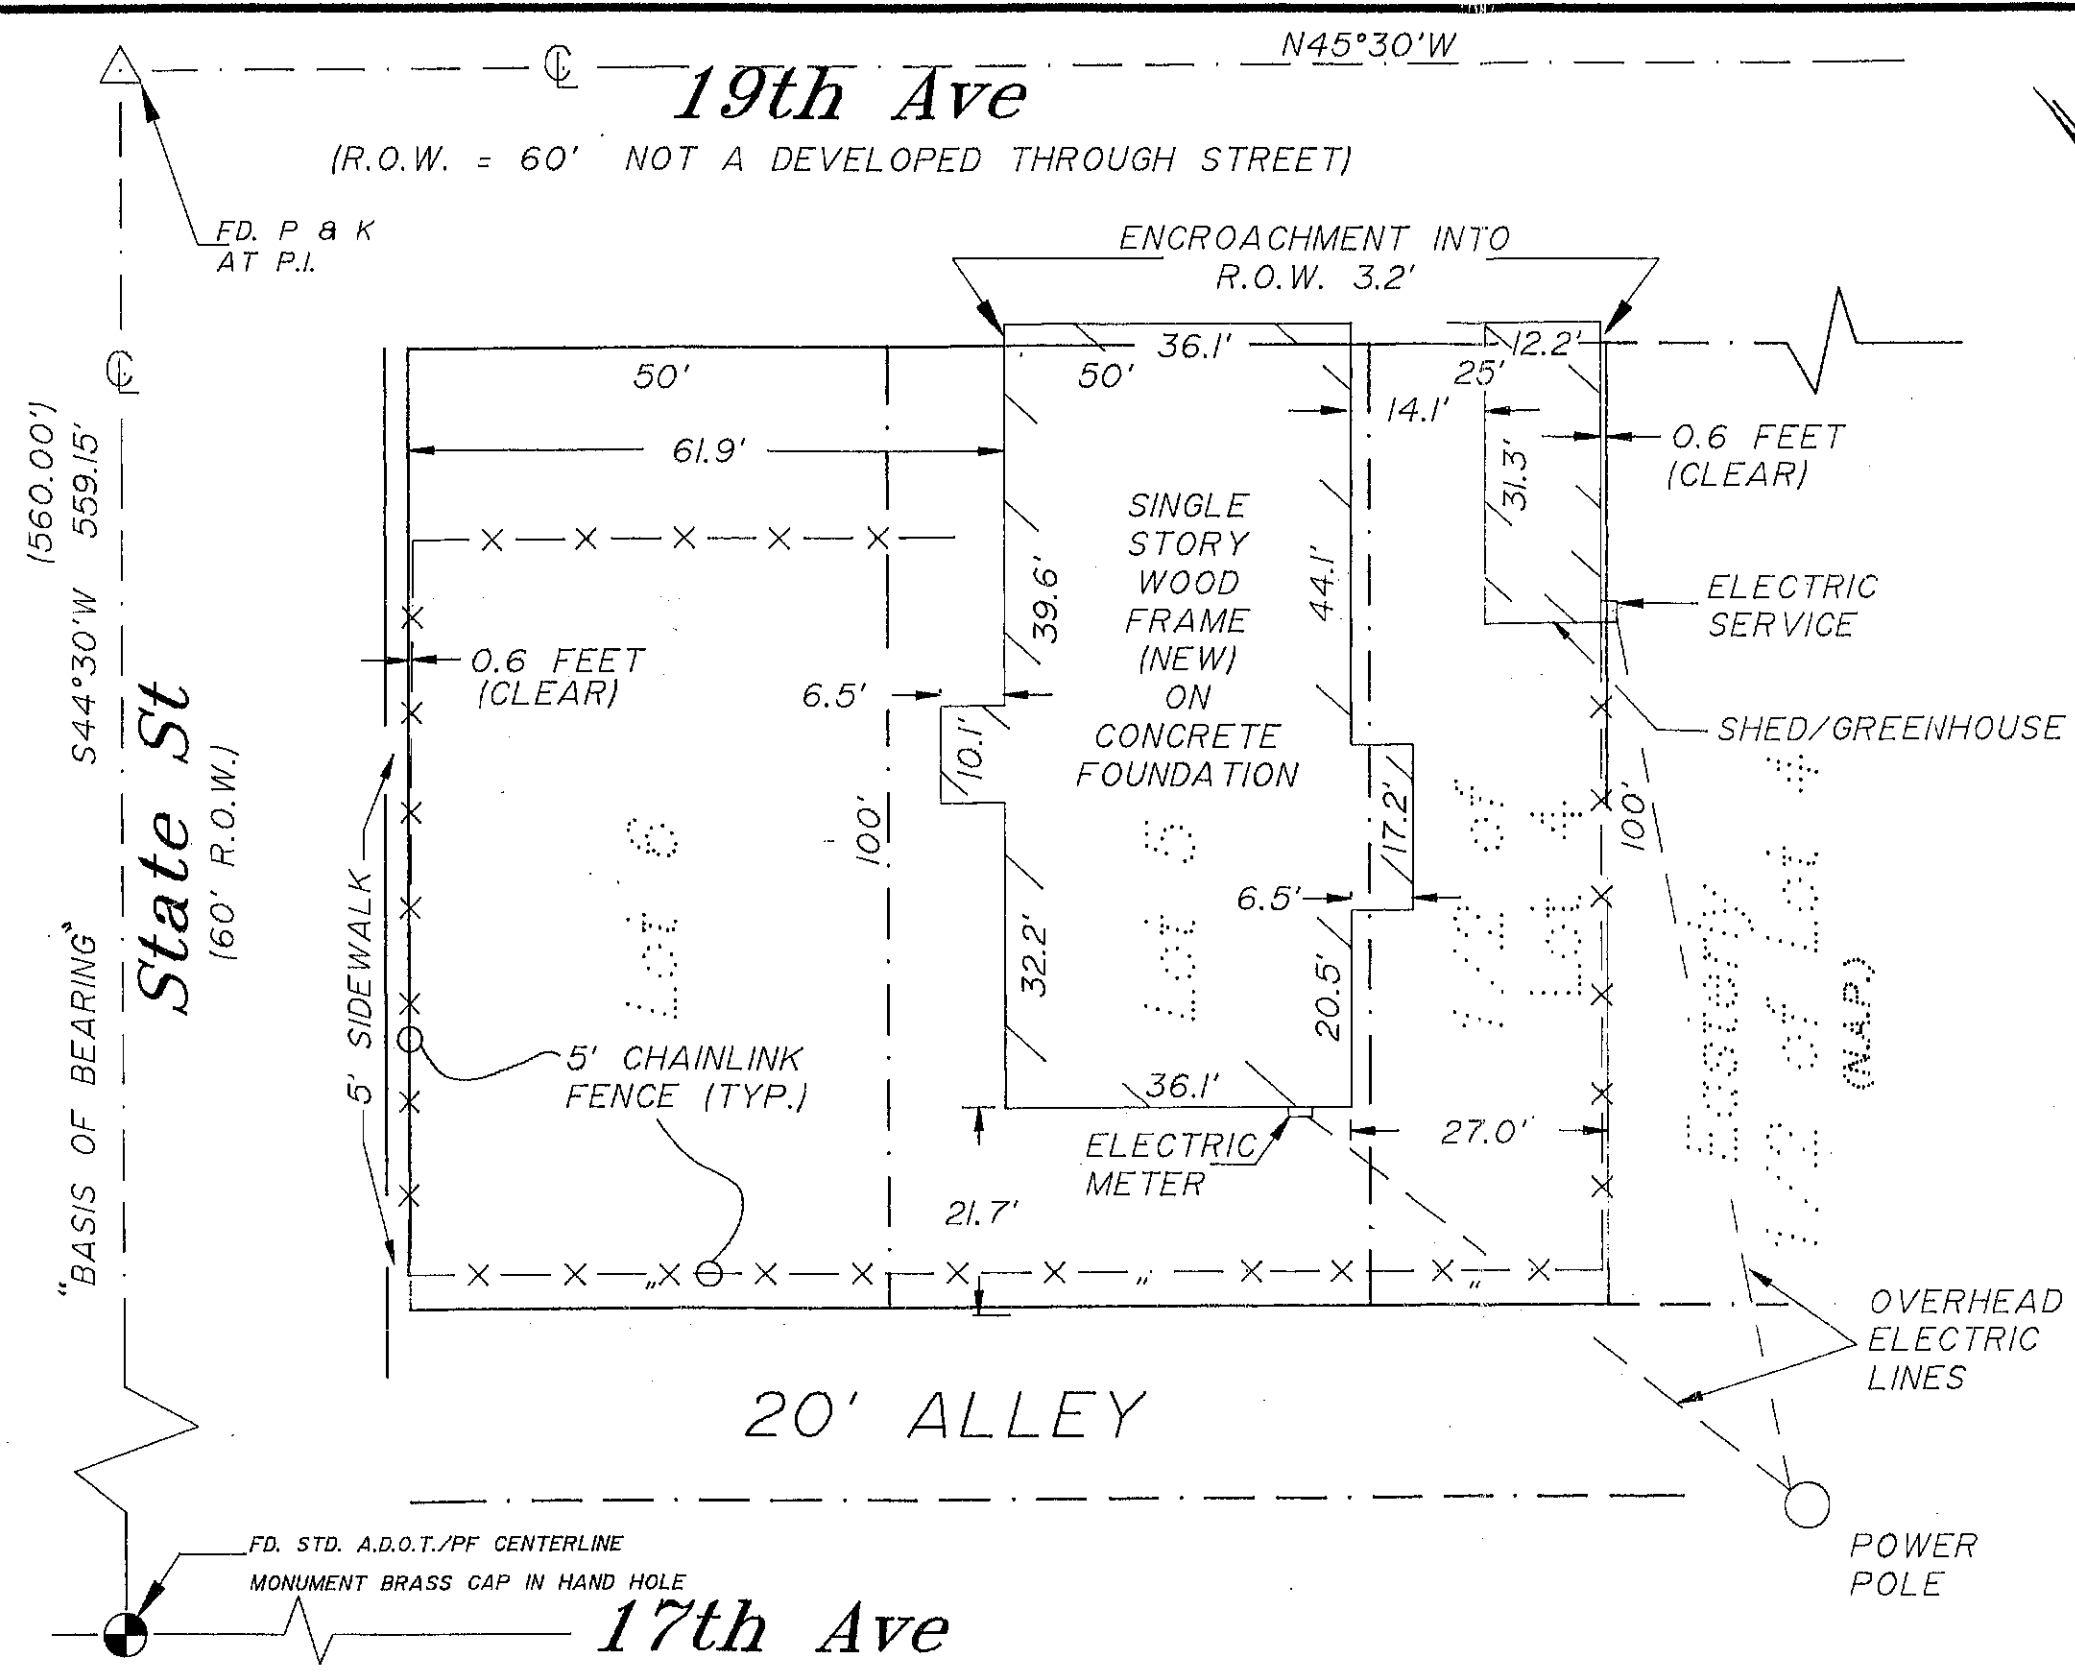 N45°30'W
℄
19th Ave
(R.O.W. = 60' NOT A DEVELOPED THROUGH STREET)
FD. P & K
AT P.I.
ENCROACHMENT INTO
R.O.W. 3.2'
℄
36.1'
12.2'
50'
50'
25'
14.1'
61.9'
0.6 FEET
(CLEAR)
31.3'
(560.00')
S44°30'W 559.15'
SINGLE
STORY
WOOD
FRAME
(NEW)
ON
CONCRETE
FOUNDATION
39.6'
44.1'
ELECTRIC
SERVICE
0.6 FEET
(CLEAR)
6.5'
SHED/GREENHOUSE
State St
(60' R.O.W.)
10.1'
17.2'
100'
100'
5' SIDEWALK
Lot 6
Lot 5
1/2 of
Lot 4
6.5'
32.2'
20.5'
"BASIS OF BEARING"
Easterly
1/2 of Lot 4
(N.A.P.)
5' CHAINLINK
FENCE (TYP.)
36.1'
ELECTRIC
METER
27.0'
21.7'
OVERHEAD
ELECTRIC
LINES
20' ALLEY
POWER
POLE
FD. STD. A.D.O.T./PF CENTERLINE
MONUMENT BRASS CAP IN HAND HOLE
17th Ave